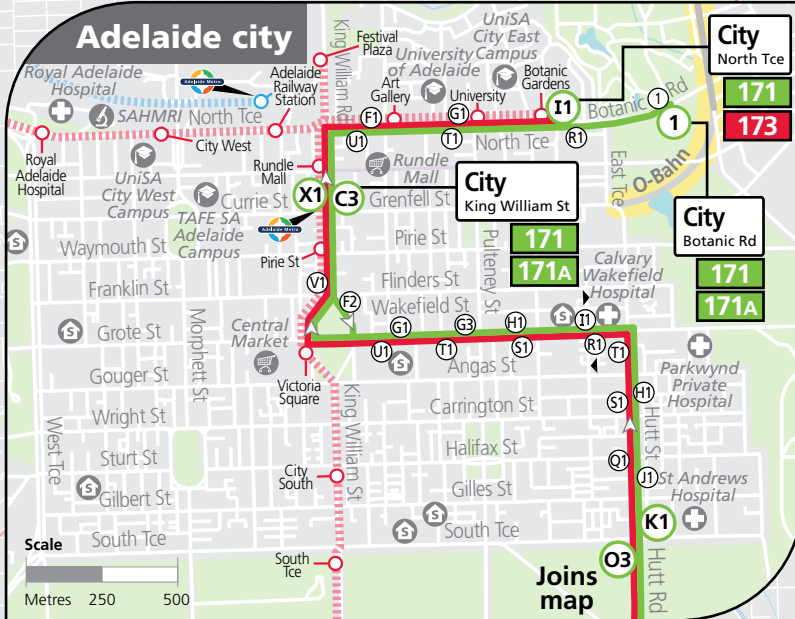 Adelaide city
King William Rd
Festival
Plaza
UniSA
City East
Campus
University
of Adelaide
City
North Tce
171
173
Royal Adelaide
Hospital
Adelaide Metro
Adelaide
Railway
Station
Art
Gallery
University
Botanic
Gardens
I1
Botanic Rd
1
1
SAHMRI
North Tce
F1
G1
U1
T1
North Tce
R1
City West
Royal
Adelaide
Hospital
UniSA
City West
Campus
Rundle
Mall
Rundle
Mall
East Tce
O-Bahn
Currie St
X1
C3
Grenfell St
City
King William St
171
171A
City
Botanic Rd
171
171A
TAFE SA
Adelaide
Campus
Adelaide Metro
Waymouth St
Pirie St
Pirie St
Pulteney St
Calvary
Wakefield
Hospital
Franklin St
V1
Flinders St
F2
Wakefield St
Grote St
Morphett St
Central
Market
G1
G3
H1
I1
U1
T1
S1
R1
T1
Gouger St
Victoria
Square
Angas St
Parkwynd
Private
Hospital
Wright St
King William St
Carrington St
S1
H1
Hutt St
West Tce
Sturt St
Halifax St
Q1
City
South
Gilles St
J1
St Andrews
Hospital
S
Gilbert St
South Tce
South Tce
K1
Scale
South
Tce
O3
Joins
map
Hutt Rd
Metres 250 500